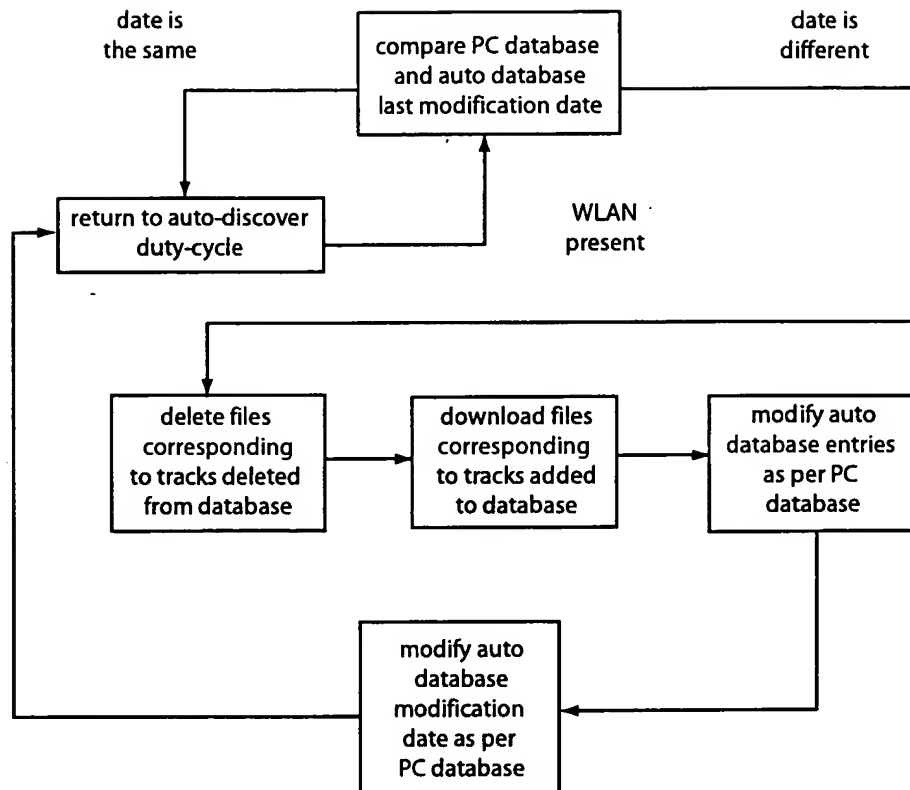 date is
the same
compare PC database
and auto database
last modification date
date is
different
return to auto-discover
duty-cycle
WLAN
present
delete files
corresponding
to tracks deleted
from database
download files
corresponding
to tracks added
to database
modify auto
database entries
as per PC
database
modify auto
database
modification
date as per
PC database